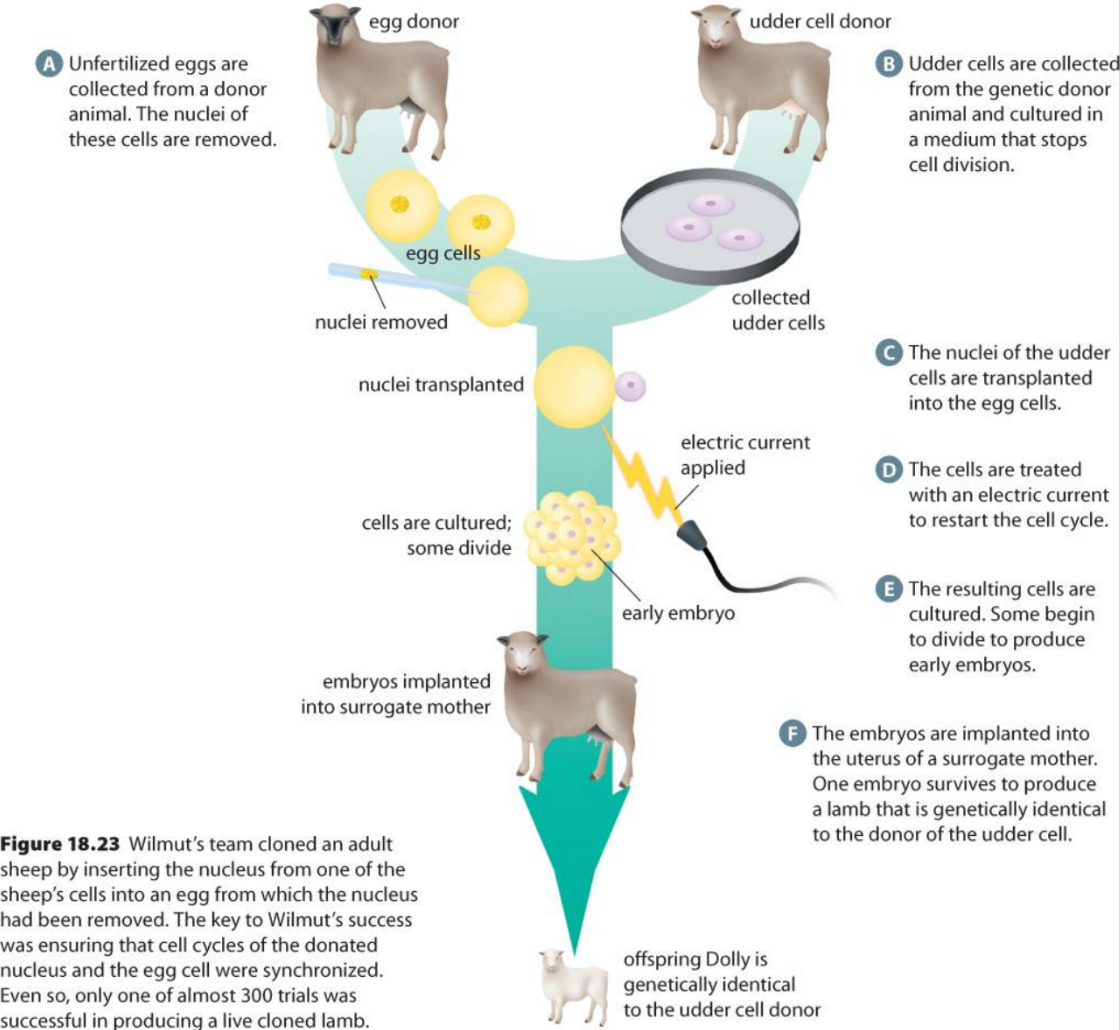 egg donor
udder cell donor
A Unfertilized eggs are
collected from a donor
animal. The nuclei of
these cells are removed.
B Udder cells are collected
from the genetic donor
animal and cultured in
a medium that stops
cell division.
egg cells
nuclei removed
collected
udder cells
nuclei transplanted
C The nuclei of the udder
cells are transplanted
into the egg cells.
electric current
applied
D The cells are treated
with an electric current
to restart the cell cycle.
cells are cultured;
some divide
early embryo
E The resulting cells are
cultured. Some begin
to divide to produce
early embryos.
embryos implanted
into surrogate mother
F The embryos are implanted into
the uterus of a surrogate mother.
One embryo survives to produce
a lamb that is genetically identical
to the donor of the udder cell.
Figure 18.23 Wilmut's team cloned an adult
sheep by inserting the nucleus from one of the
sheep's cells into an egg from which the nucleus
had been removed. The key to Wilmut's success
was ensuring that cell cycles of the donated
nucleus and the egg cell were synchronized.
Even so, only one of almost 300 trials was
successful in producing a live cloned lamb.
offspring Dolly is
genetically identical
to the udder cell donor